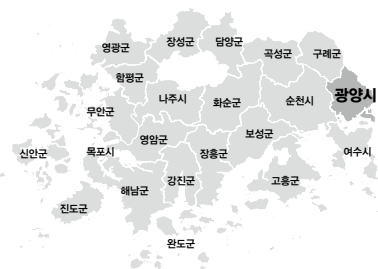 영광군
장성군
담양군
곡성군
구례군
함평군
나주시
화순군
순천시
광양시
무안군
영암군
보성군
신안군
목포시
장흥군
여수시
해남군
강진군
고흥군
진도군
완도군